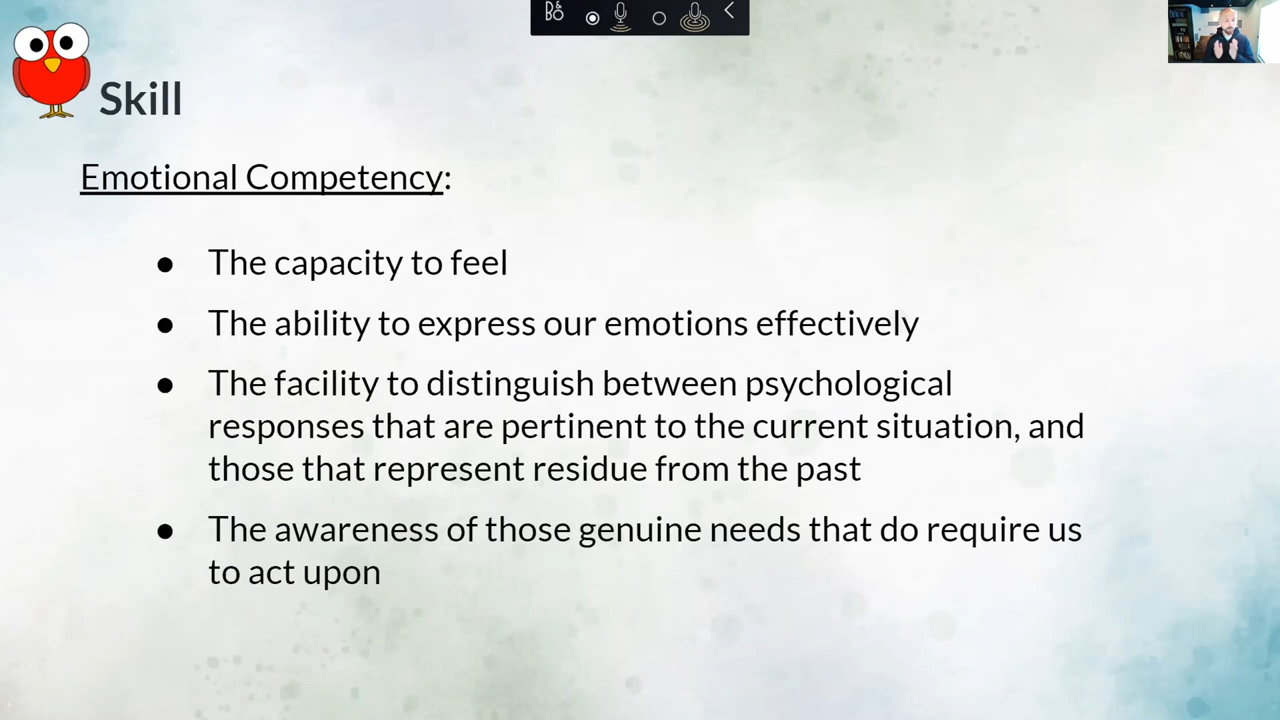 B&O
Skill
Emotional Competency:
● The capacity to feel
● The ability to express our emotions effectively
● The facility to distinguish between psychological
responses that are pertinent to the current situation, and
those that represent residue from the past
● The awareness of those genuine needs that do require us
to act upon